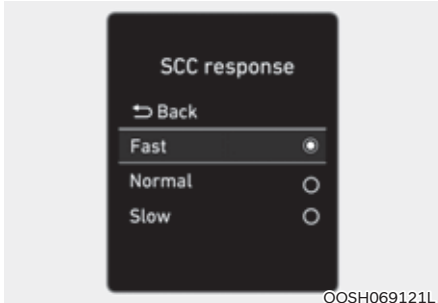 SCC response
Back
Fast
Normal
Slow
OOSH069121L